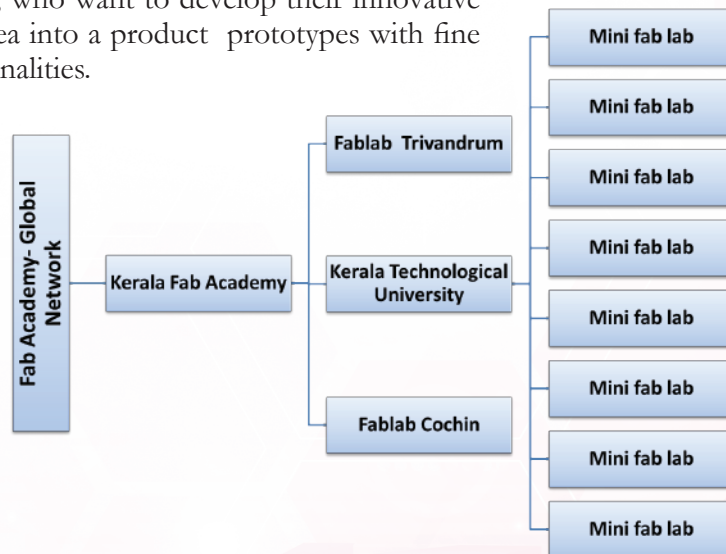 who want to develop their innovative
into a product prototypes with fine
Fab Academy- Global
Network
Kerala Fab Academy
Fablab Trivandrum
Kerala Technological
University
Fablab Cochin
Mini fab lab
Mini fab lab
Mini fab lab
Mini fab lab
Mini fab lab
Mini fab lab
Mini fab lab
Mini fab lab